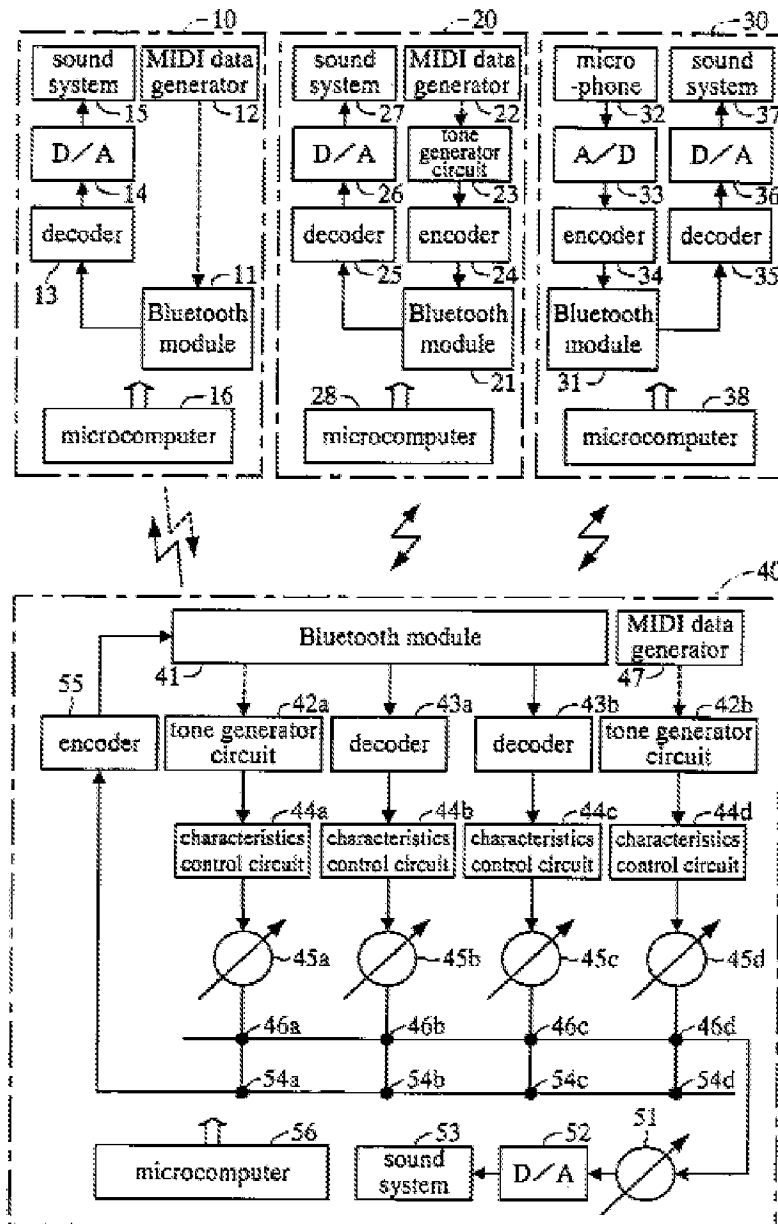 10
sound system
MIDI data generator
15
12
D/A
14
decoder
13
11
Bluetooth module
16
microcomputer
20
sound system
MIDI data generator
27
22
D/A
tone generator circuit
26
23
decoder
encoder
25
24
Bluetooth module
21
28
microcomputer
30
micro -phone
sound system
32
37
A/D
D/A
33
36
encoder
decoder
34
35
Bluetooth module
31
38
microcomputer
40
Bluetooth module
41
MIDI data generator
47
55
encoder
42a
tone generator circuit
43a
decoder
43b
decoder
42b
tone generator circuit
44a
characteristics control circuit
44b
characteristics control circuit
44c
characteristics control circuit
44d
characteristics control circuit
45a
45b
45c
45d
46a
46b
46c
46d
54a
54b
54c
54d
56
microcomputer
53
sound system
52
D/A
51